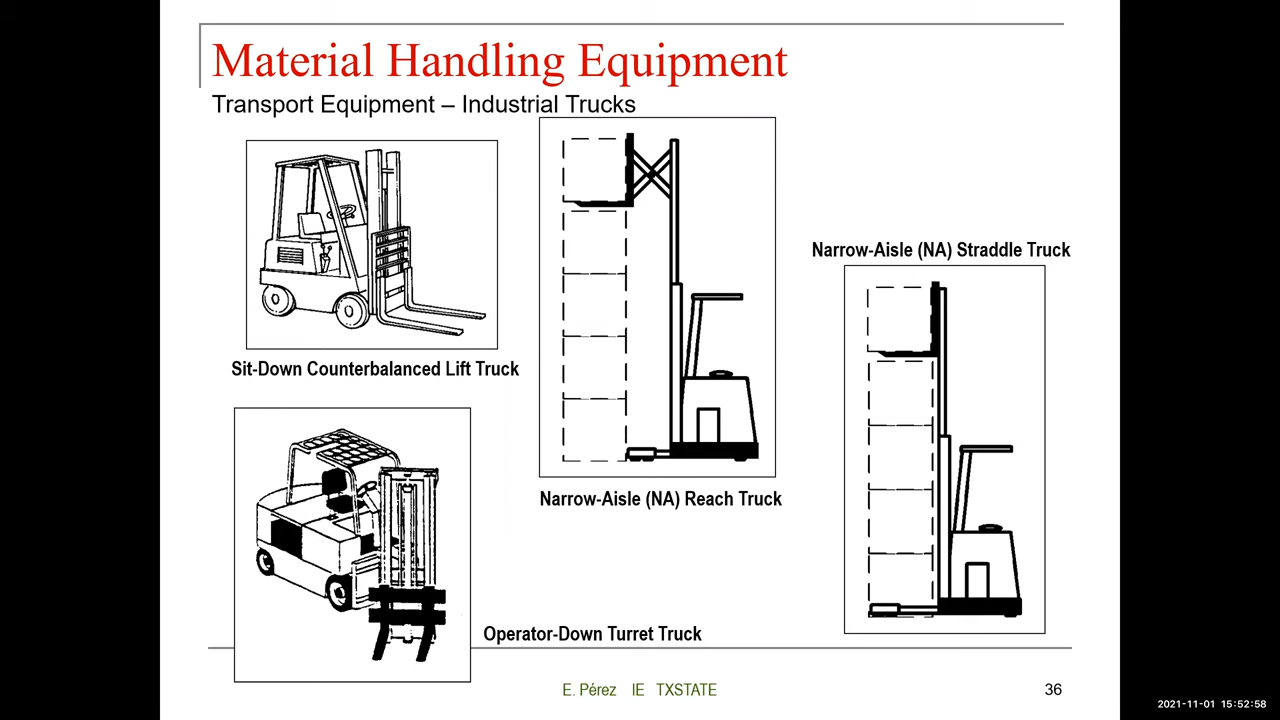 Material Handling Equipment
Transport Equipment – Industrial Trucks
Narrow-Aisle (NA) Straddle Truck
Sit-Down Counterbalanced Lift Truck
Narrow-Aisle (NA) Reach Truck
Operator-Down Turret Truck
E. Pérez IE TXSTATE
36
2021-11-01 15:52:58